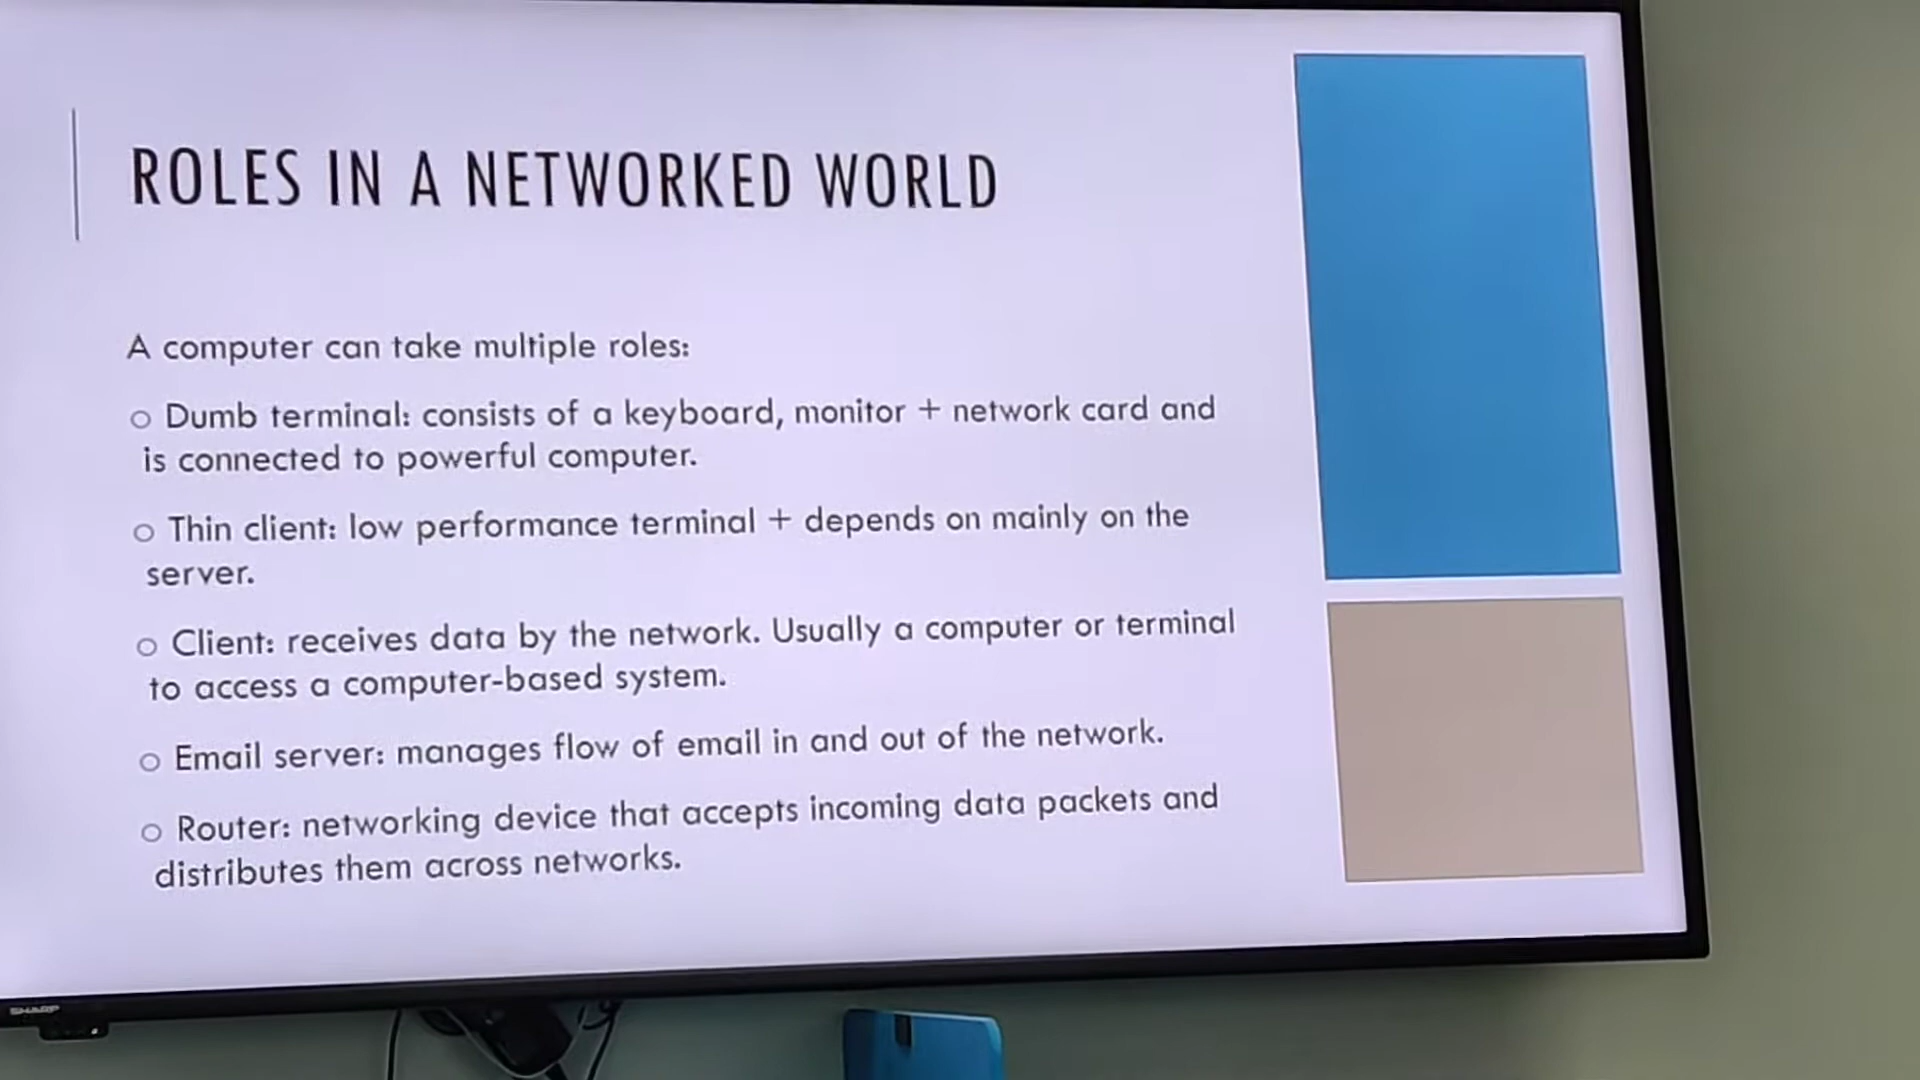 ROLES IN A NETWORKED WORLD
A computer can take multiple roles:
○ Dumb terminal: consists of a keyboard, monitor + network card and
is connected to powerful computer.
○ Thin client: low performance terminal + depends on mainly on the
server.
○ Client: receives data by the network. Usually a computer or terminal
to access a computer-based system.
○ Email server: manages flow of email in and out of the network.
○ Router: networking device that accepts incoming data packets and
distributes them across networks.
SHARP